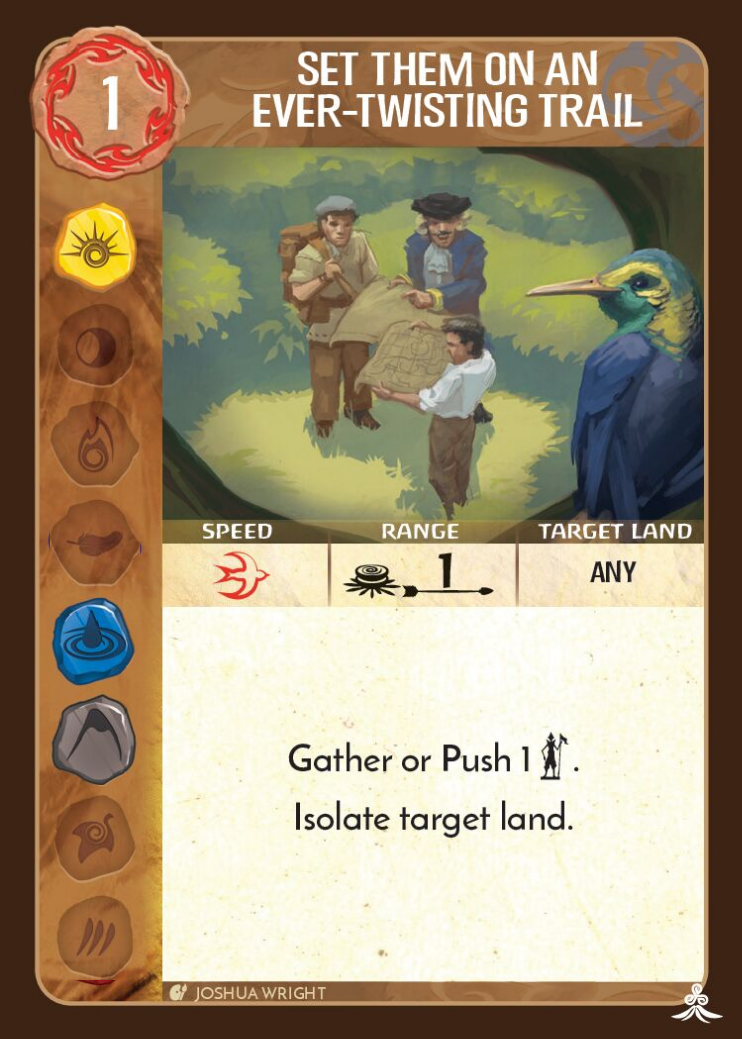 1
SET THEM ON AN
EVER-TWISTING TRAIL
SPEED RANGE TARGET LAND
1 ANY
Gather or Push 1 .
Isolate target land.
JOSHUA WRIGHT